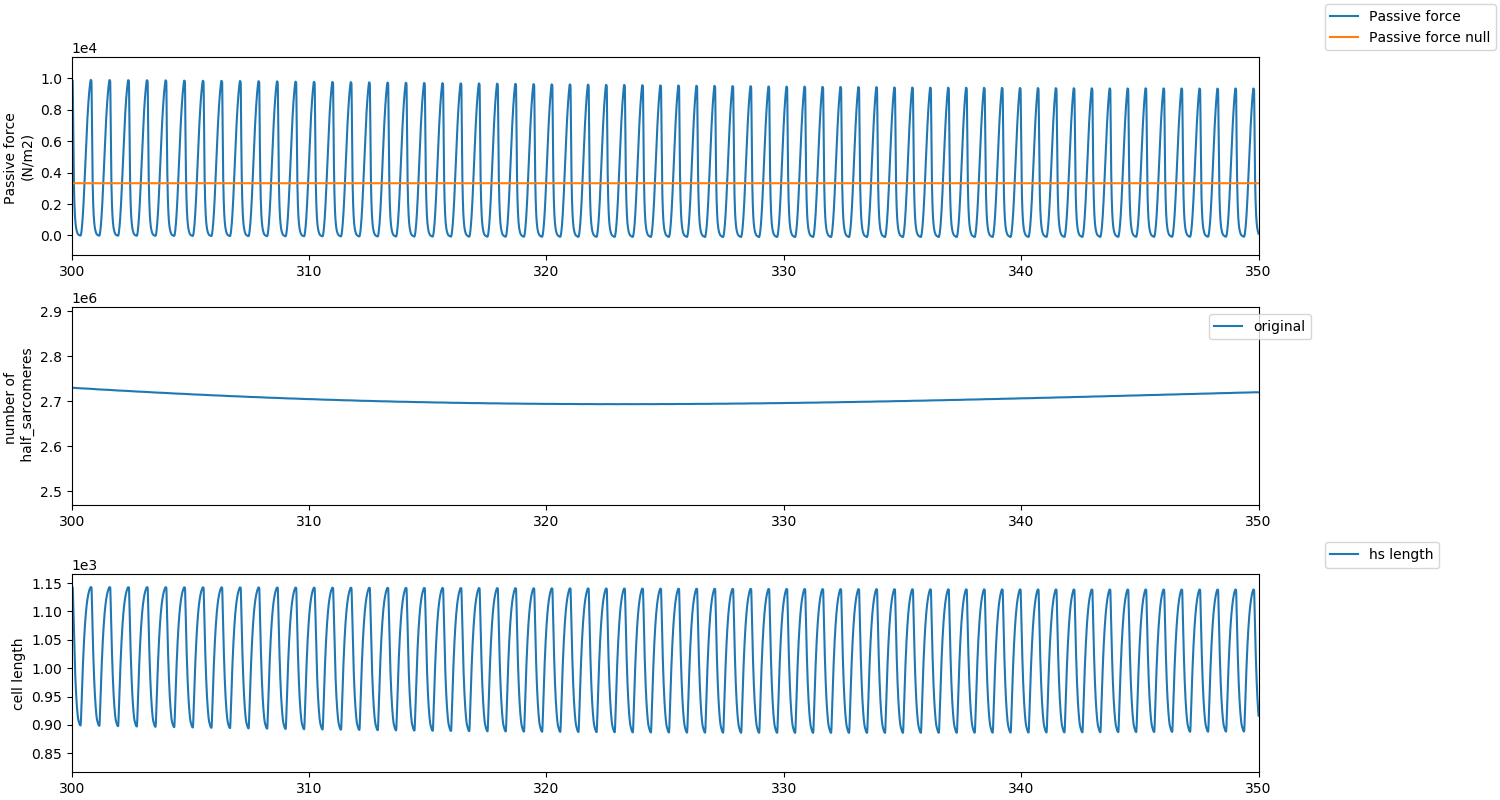 Passive force
Passive force null
1e4
1.0
0.8
0.6
0.4
0.2
0.0
Passive force
(N/m2)
300 310 320 330 340 350
1e6
2.9
2.8
2.7
2.6
2.5
number of
half_sarcomeres
original
300 310 320 330 340 350
hs length
1e3
1.15
1.10
1.05
1.00
0.95
0.90
0.85
cell length
300 310 320 330 340 350